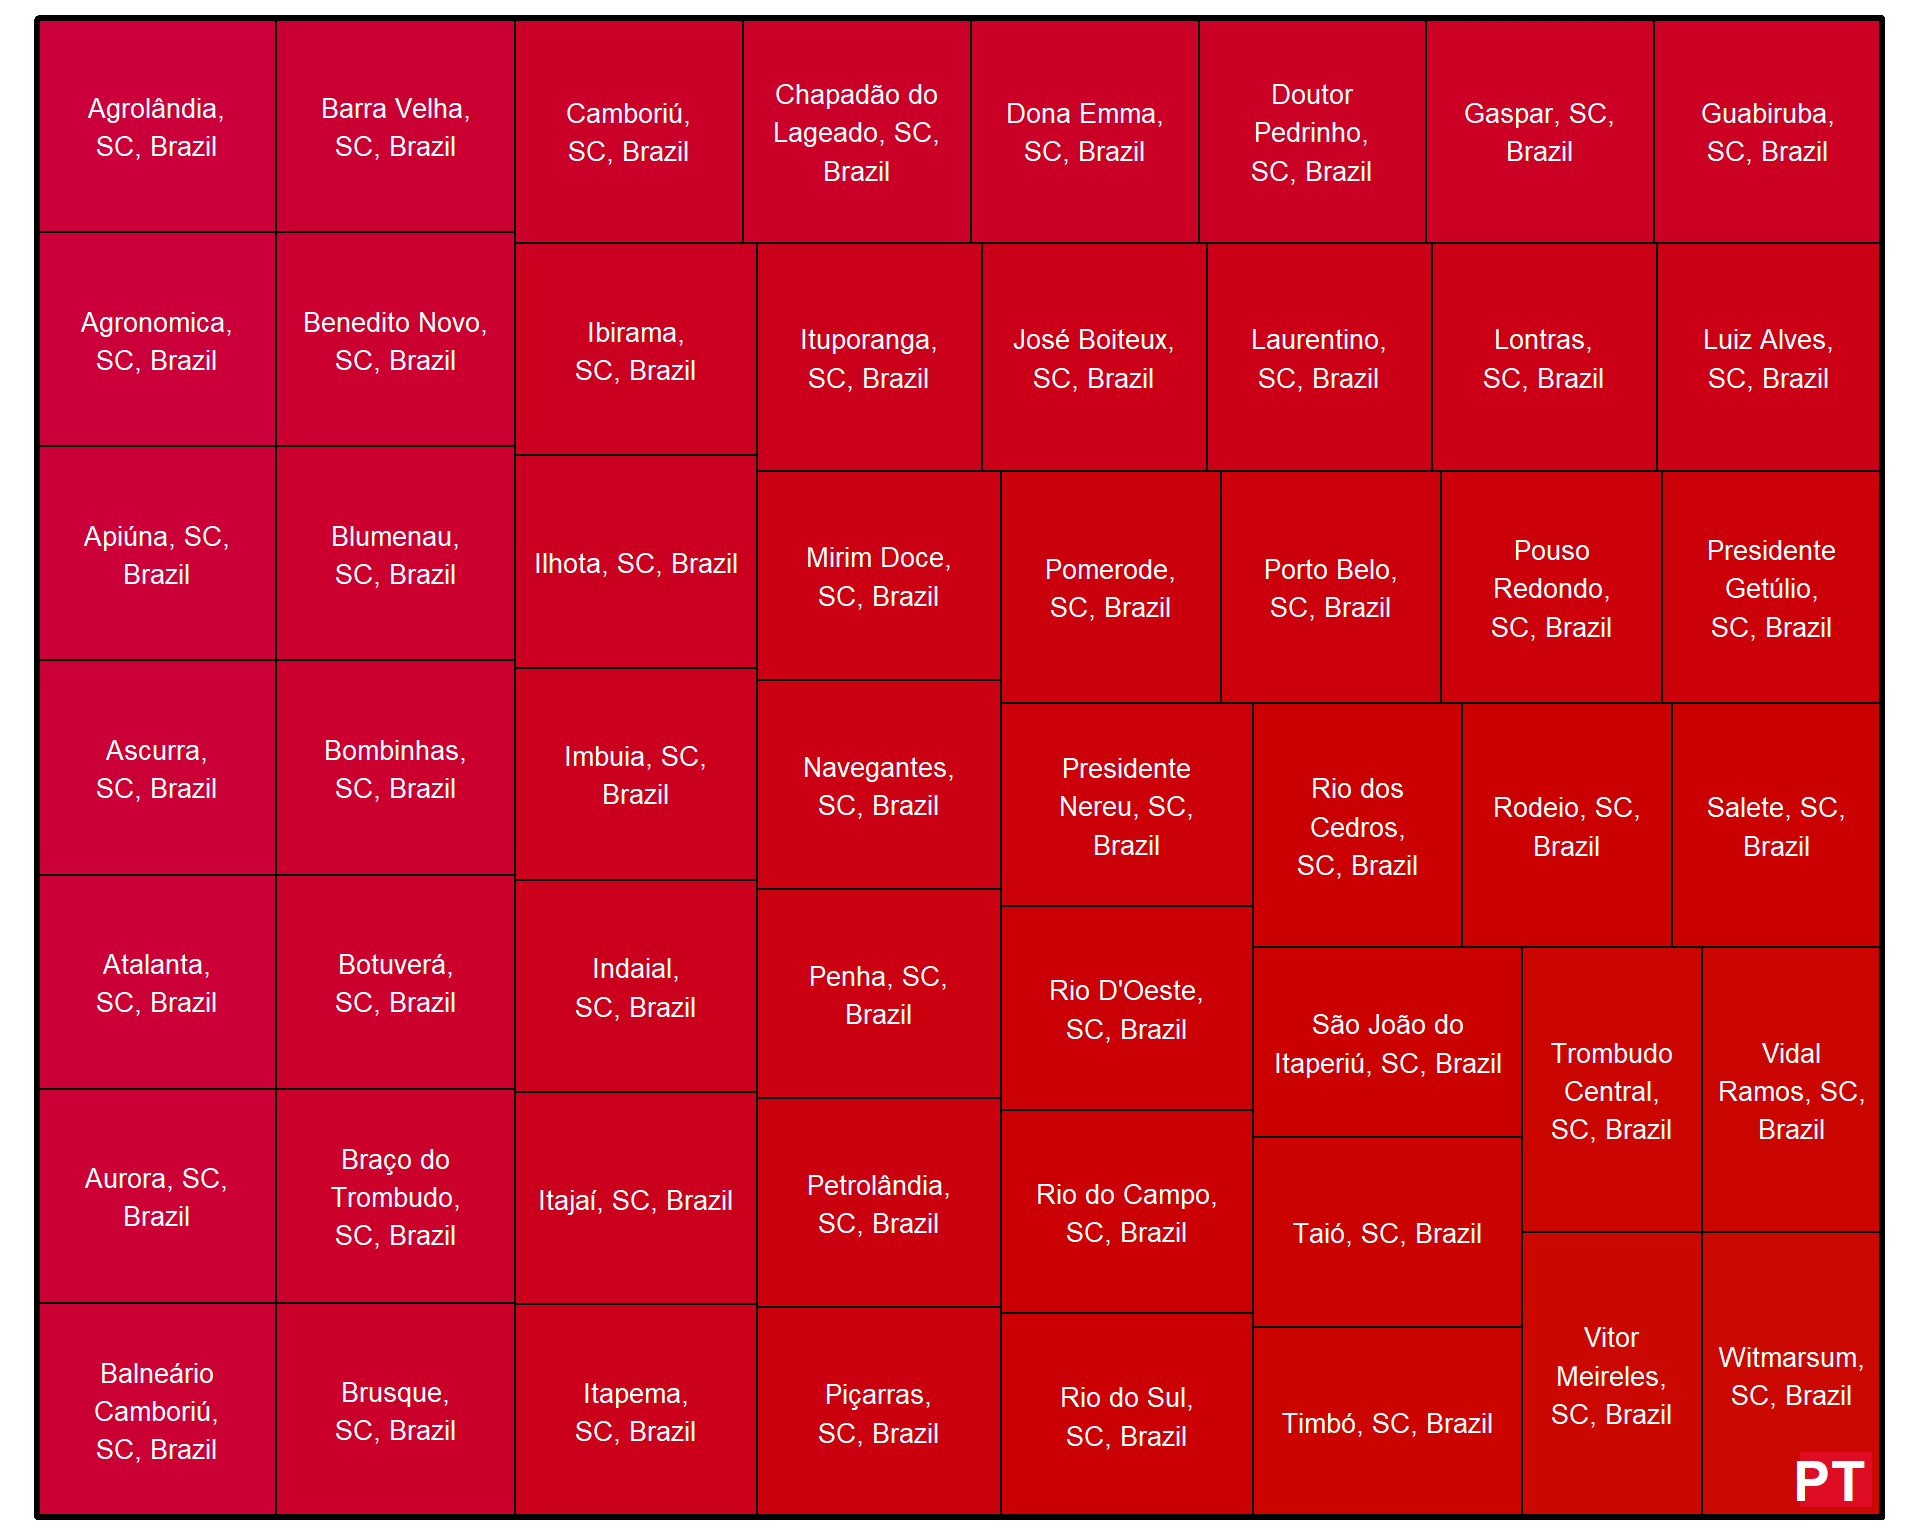 Agrolândia,
SC, Brazil
Agronomica,
SC, Brazil
Apiúna, SC,
Brazil
Ascurra,
SC, Brazil
Atalanta,
SC, Brazil
Aurora, SC,
Brazil
Balneário
Camboriú,
SC, Brazil
Barra Velha,
SC, Brazil
Benedito Novo,
SC, Brazil
Blumenau,
SC, Brazil
Bombinhas,
SC, Brazil
Botuverá,
SC, Brazil
Braço do
Trombudo,
SC, Brazil
Brusque,
SC, Brazil
Camboriú,
SC, Brazil
Chapadão do
Lageado, SC,
Brazil
Dona Emma,
SC, Brazil
Doutor
Pedrinho,
SC, Brazil
Gaspar, SC,
Brazil
Guabiruba,
SC, Brazil
Ibirama,
SC, Brazil
Ilhota, SC, Brazil
Imbuia, SC,
Brazil
Indaial,
SC, Brazil
Itajaí, SC, Brazil
Itapema,
SC, Brazil
Ituporanga,
SC, Brazil
José Boiteux,
SC, Brazil
Laurentino,
SC, Brazil
Lontras,
SC, Brazil
Luiz Alves,
SC, Brazil
Mirim Doce,
SC, Brazil
Navegantes,
SC, Brazil
Penha, SC,
Brazil
Petrolândia,
SC, Brazil
Piçarras,
SC, Brazil
Pomerode,
SC, Brazil
Porto Belo,
SC, Brazil
Pouso
Redondo,
SC, Brazil
Presidente
Getúlio,
SC, Brazil
Presidente
Nereu, SC,
Brazil
Rio D'Oeste,
SC, Brazil
Rio do Campo,
SC, Brazil
Rio do Sul,
SC, Brazil
Rio dos
Cedros,
SC, Brazil
Rodeio, SC,
Brazil
Salete, SC,
Brazil
São João do
Itaperiú, SC, Brazil
Taió, SC, Brazil
Timbó, SC, Brazil
Trombudo
Central,
SC, Brazil
Vidal
Ramos, SC,
Brazil
Vitor
Meireles,
SC, Brazil
Witmarsum,
SC, Brazil
PT